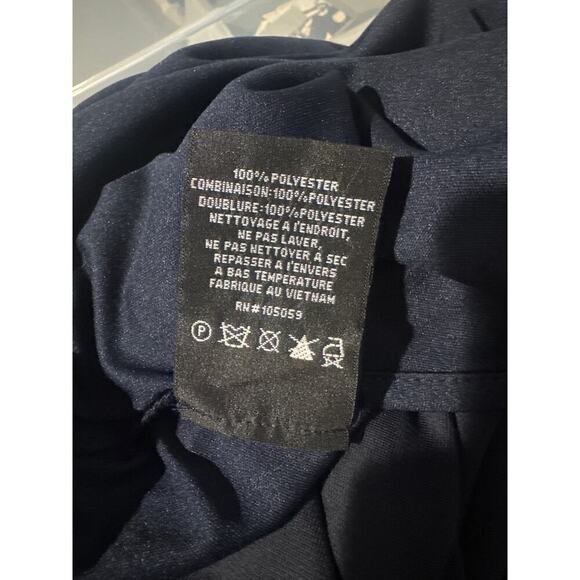 100% POLYESTER
COMBINAISON:100% POLYESTER
DOUBLURE:100% POLYESTER
NETTOYAGE A l'ENDROIT,
NE PAS LAVER,
NE PAS NETTOYER A SEC
REPASSER A l'ENVERS
A BAS TEMPERATURE
FABRIQUE AU VIETNAM
RN#105059
P